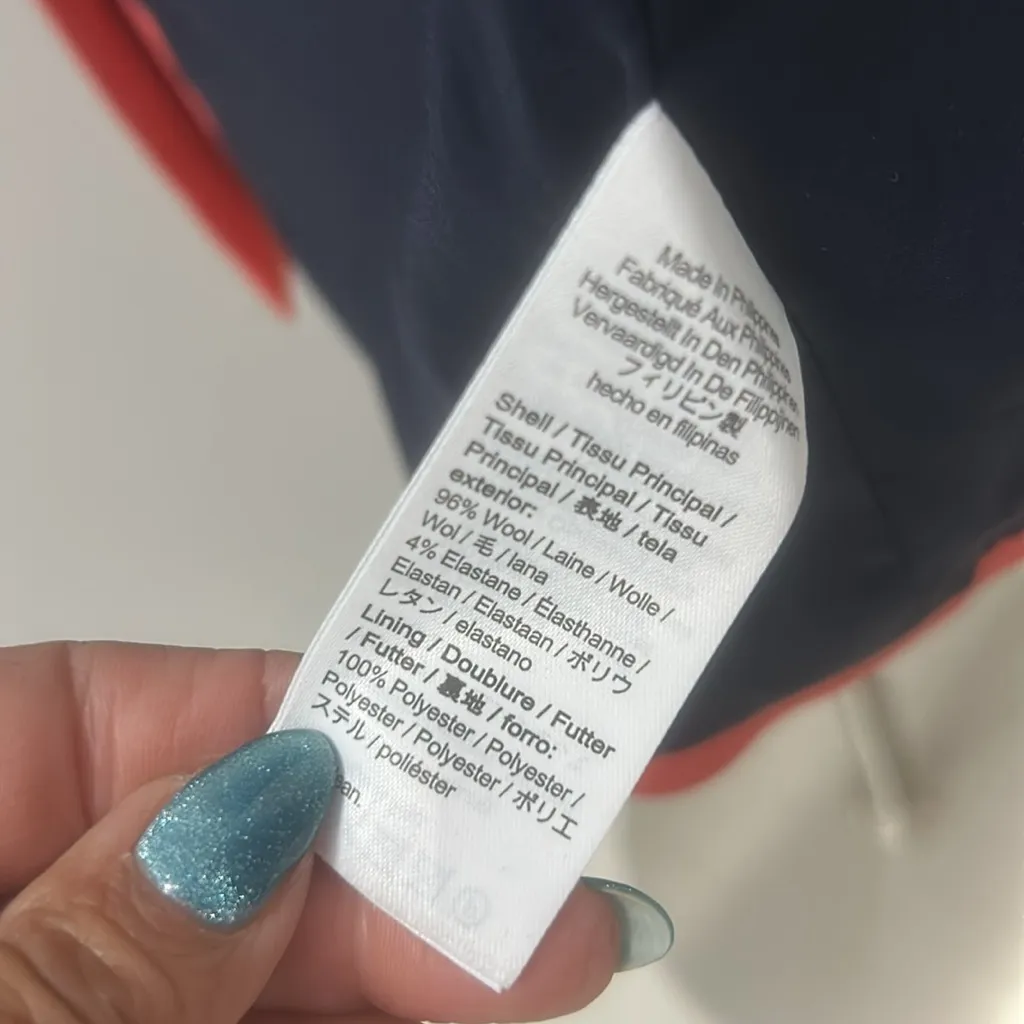 Made In Philippines
Fabriqué Aux Philippines
Hergestellt In Den Philippinen
Vervaardigd In De Filippijnen
フィリピン製
hecho en filipinas
Shell / Tissu Principal /
Tissu Principal / Tissu
Principal / 表地 / tela
exterior:
96% Wool / Laine / Wolle /
Wol / 毛 / lana
4% Elastane / Élasthanne /
Elastan / Elastaan / ポリウ
レタン / elastano
Lining / Doublure / Futter
/ Futter / 裏地 / forro:
100% Polyester / Polyester /
Polyester / Polyester / ポリエ
ステル / poliéster